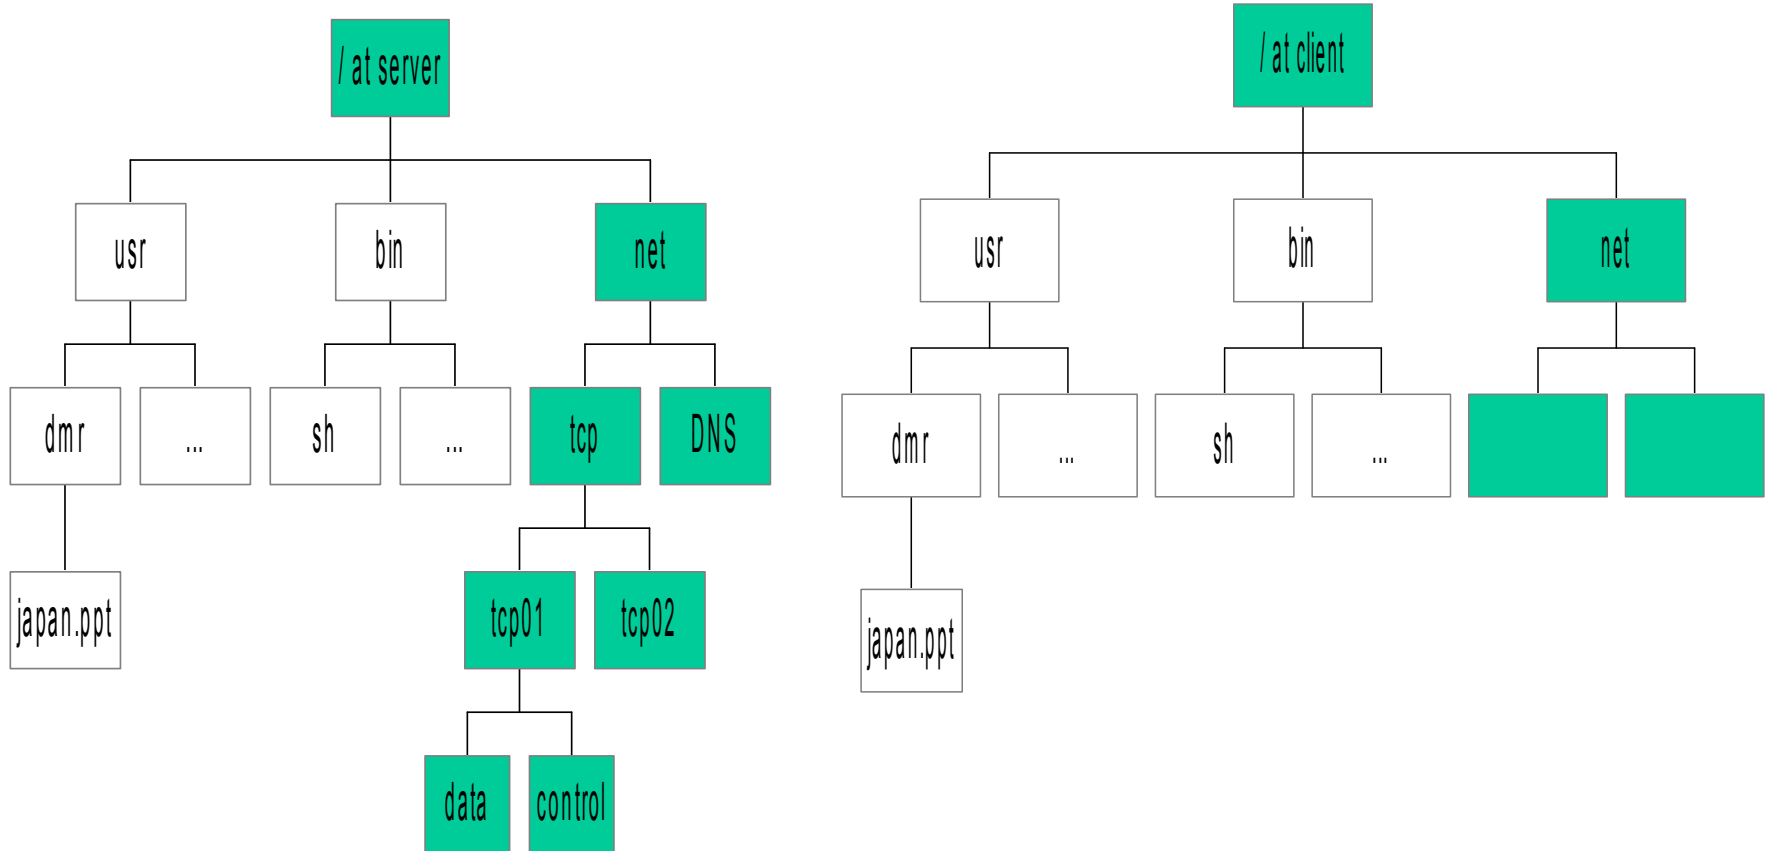 / at server
usr
bin
net
dmr
...
sh
...
tcp
DNS
japan.ppt
tcp01
tcp02
data
control
/ at client
usr
bin
net
dmr
...
sh
...
japan.ppt